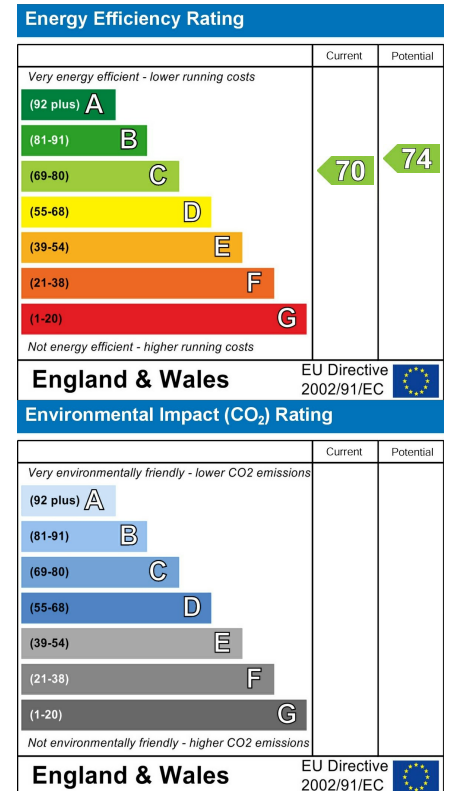 Energy Efficiency Rating
Current Potential
Very energy efficient - lower running costs
(92 plus) A
(81-91) B
(69-80) C
70 74
(55-68) D
(39-54) E
(21-38) F
(1-20) G
Not energy efficient - higher running costs
England & Wales
EU Directive
2002/91/EC
Environmental Impact (CO₂) Rating
Current Potential
Very environmentally friendly - lower CO2 emissions
(92 plus) A
(81-91) B
(69-80) C
(55-68) D
(39-54) E
(21-38) F
(1-20) G
Not environmentally friendly - higher CO2 emissions
England & Wales
EU Directive
2002/91/EC